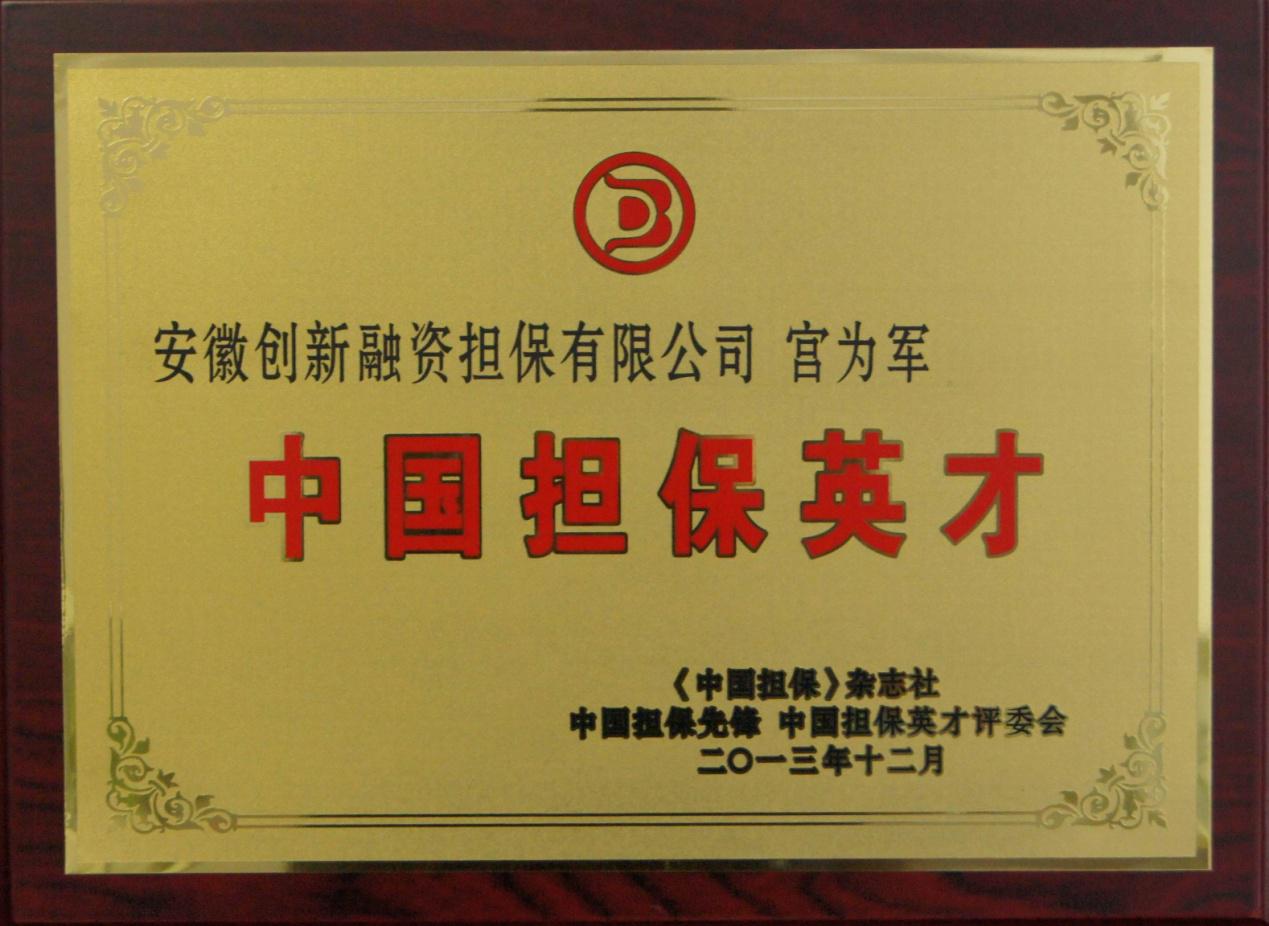 安徽创新融资担保有限公司 宫为军
中国担保英才
《中国担保》杂志社
中国担保先锋 中国担保英才评委会
二〇一三年十二月